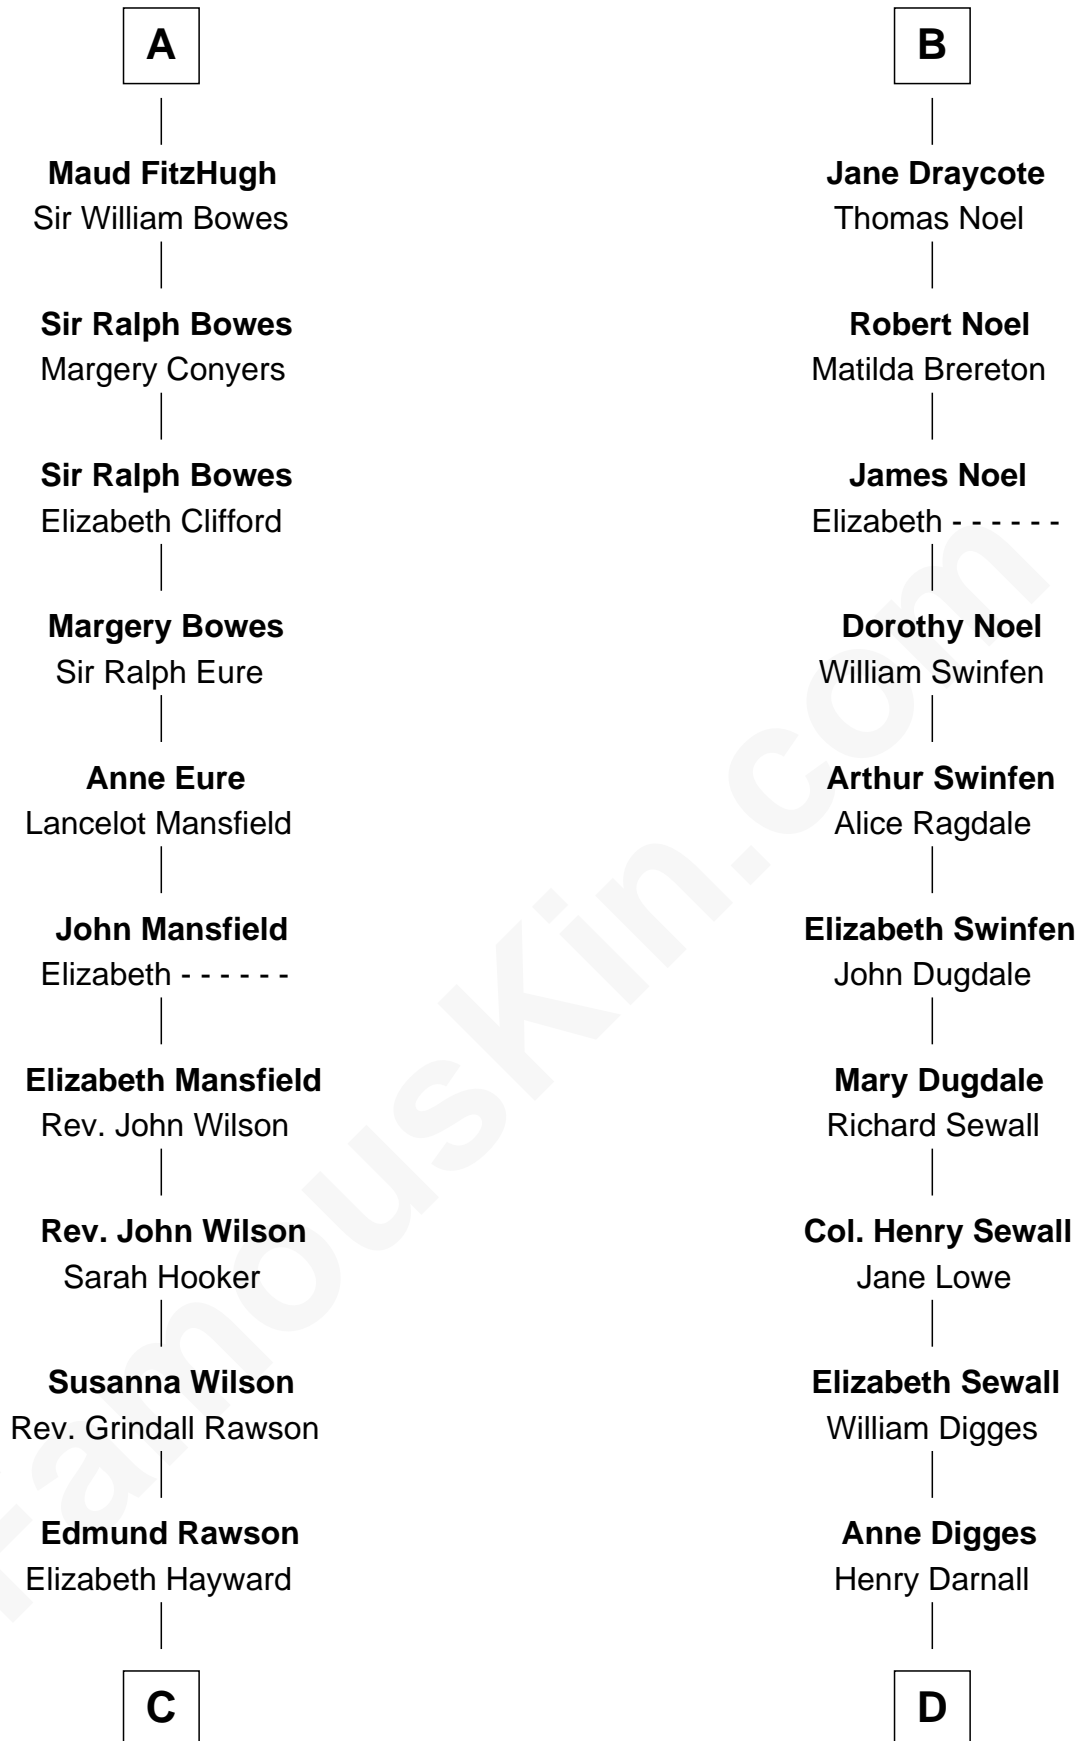 A
Maud FitzHugh
Sir William Bowes
Sir Ralph Bowes
Margery Conyers
Sir Ralph Bowes
Elizabeth Clifford
Margery Bowes
Sir Ralph Eure
Anne Eure
Lancelot Mansfield
John Mansfield
Elizabeth - - - - - -
Elizabeth Mansfield
Rev. John Wilson
Rev. John Wilson
Sarah Hooker
Susanna Wilson
Rev. Grindall Rawson
Edmund Rawson
Elizabeth Hayward
C
B
Jane Draycote
Thomas Noel
Robert Noel
Matilda Brereton
James Noel
Elizabeth - - - - - -
Dorothy Noel
William Swinfen
Arthur Swinfen
Alice Ragdale
Elizabeth Swinfen
John Dugdale
Mary Dugdale
Richard Sewall
Col. Henry Sewall
Jane Lowe
Elizabeth Sewall
William Digges
Anne Digges
Henry Darnall
D
FamousKin.com